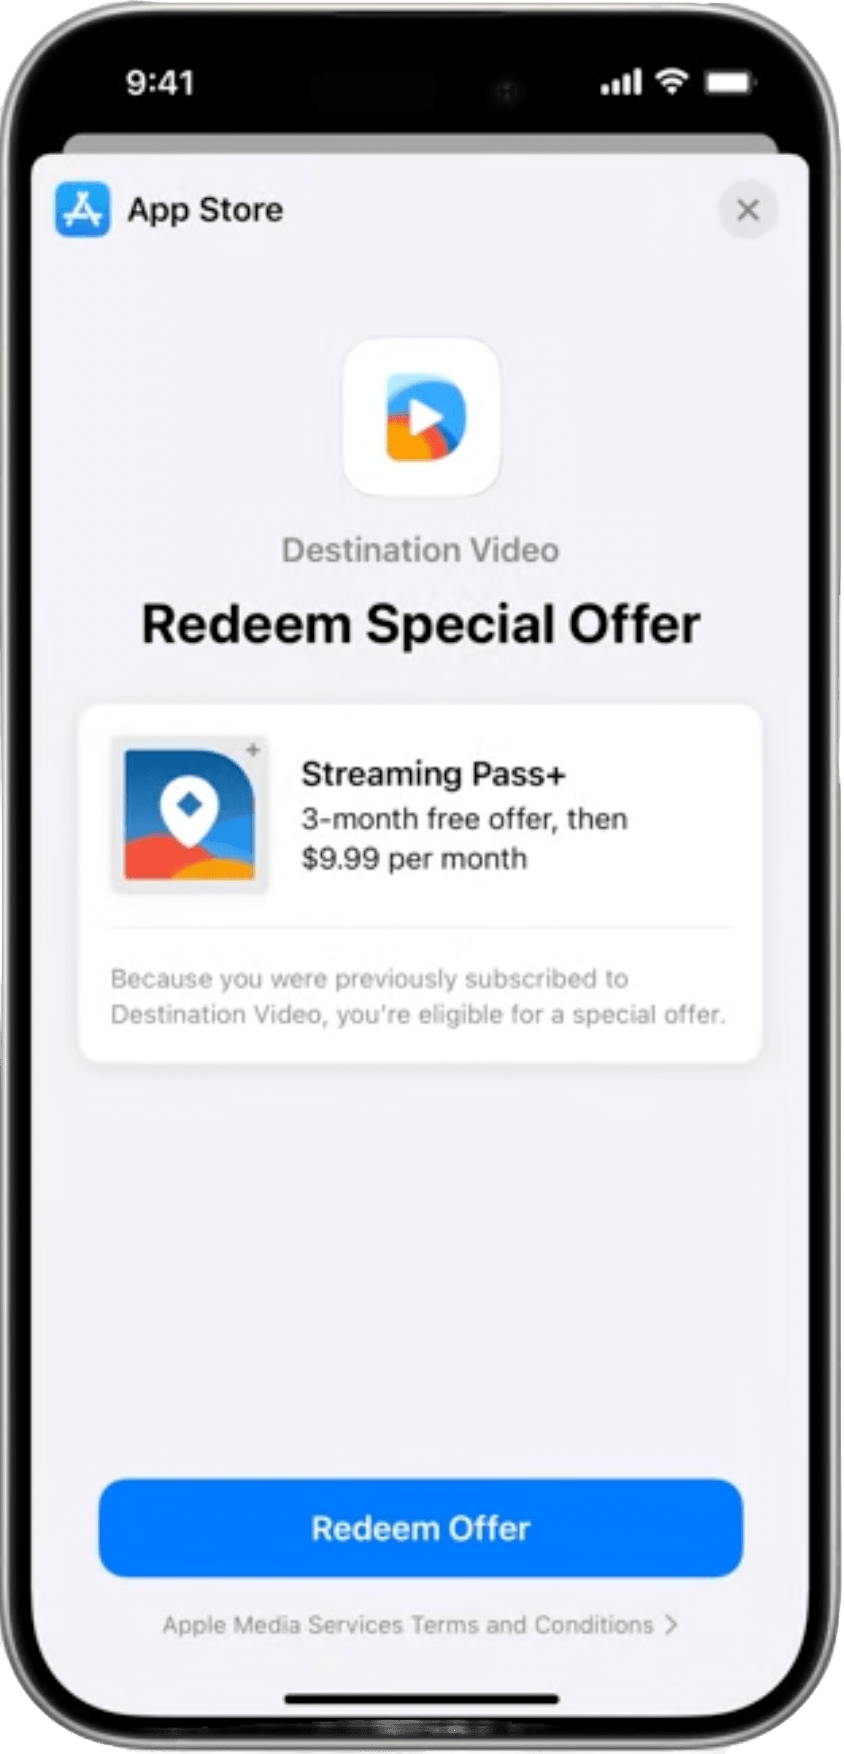 9:41
App Store
Destination Video
Redeem Special Offer
Streaming Pass+
3-month free offer, then
$9.99 per month
Because you were previously subscribed to
Destination Video, you're eligible for a special offer.
Redeem Offer
Apple Media Services Terms and Conditions >